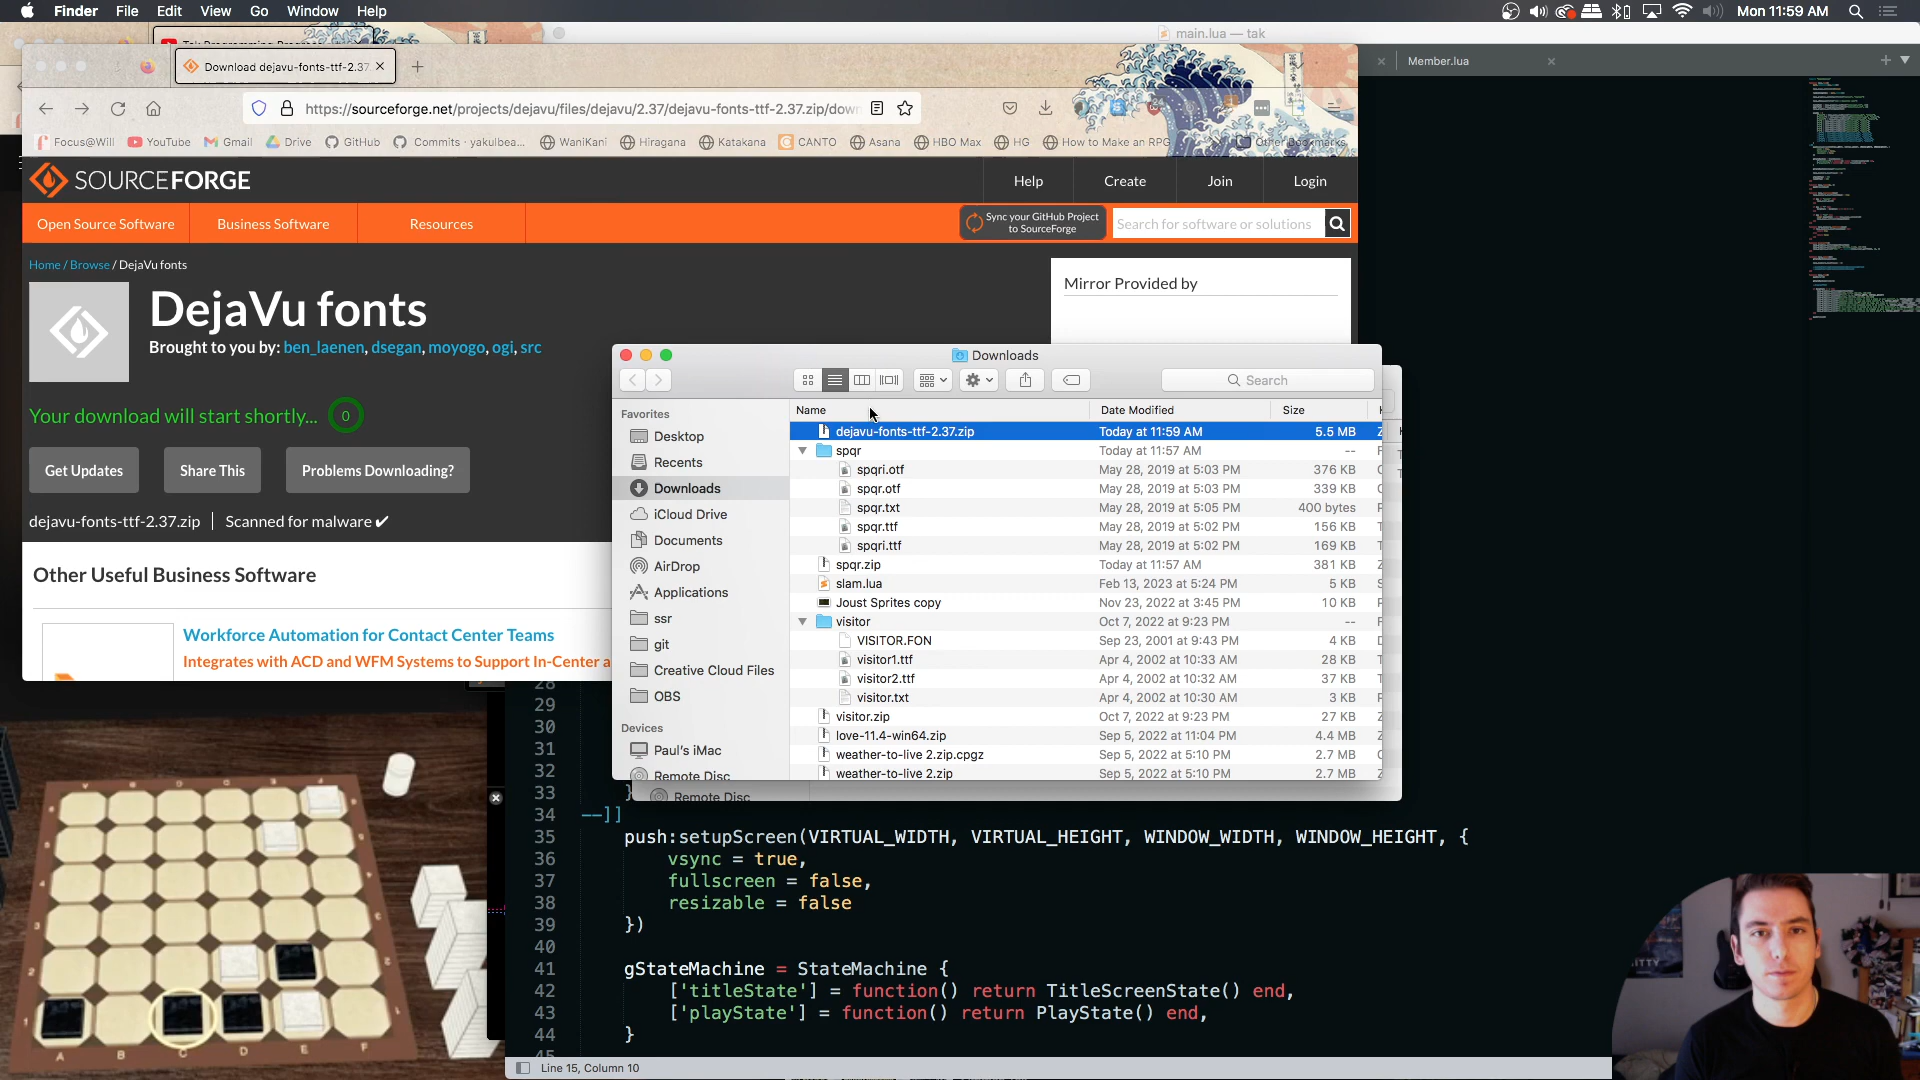 Finder File Edit View Go Window Help
Mon 11:59 AM
main.lua — tak
Download dejavu-fonts-ttf-2.37
Member.lua
https://sourceforge.net/projects/dejavu/files/dejavu/2.37/dejavu-fonts-ttf-2.37.zip/down
Focus@Will YouTube Gmail Drive GitHub Commits · yakulbea... WaniKani Hiragana Katakana CANTO Asana HBO Max HG How to Make an RPG Other Bookmarks
SOURCEFORGE
Help Create Join Login
Open Source Software Business Software Resources
Sync your GitHub Project
to SourceForge
Search for software or solutions
Home / Browse / DejaVu fonts
DejaVu fonts
Brought to you by: ben_laenen, dsegan, moyogo, ogi, src
Mirror Provided by
Your download will start shortly... 0
Get Updates Share This Problems Downloading?
dejavu-fonts-ttf-2.37.zip Scanned for malware ✔
Other Useful Business Software
Workforce Automation for Contact Center Teams
Integrates with ACD and WFM Systems to Support In-Center a
Downloads
Search
Favorites
Desktop
Recents
Downloads
iCloud Drive
Documents
AirDrop
Applications
ssr
git
Creative Cloud Files
OBS
Devices
Paul's iMac
Remote Disc
Name Date Modified Size
dejavu-fonts-ttf-2.37.zip Today at 11:59 AM 5.5 MB Z
spqr Today at 11:57 AM -- F
spqri.otf May 28, 2019 at 5:03 PM 376 KB
spqr.otf May 28, 2019 at 5:03 PM 339 KB
spqr.txt May 28, 2019 at 5:05 PM 400 bytes
spqr.ttf May 28, 2019 at 5:02 PM 156 KB T
spqri.ttf May 28, 2019 at 5:02 PM 169 KB T
spqr.zip Today at 11:57 AM 381 KB Z
slam.lua Feb 13, 2023 at 5:24 PM 5 KB S
Joust Sprites copy Nov 23, 2022 at 3:45 PM 10 KB
visitor Oct 7, 2022 at 9:23 PM -- F
VISITOR.FON Sep 23, 2001 at 9:43 PM 4 KB
visitor1.ttf Apr 4, 2002 at 10:33 AM 28 KB T
visitor2.ttf Apr 4, 2002 at 10:32 AM 37 KB T
visitor.txt Apr 4, 2002 at 10:30 AM 3 KB
visitor.zip Oct 7, 2022 at 9:23 PM 27 KB Z
love-11.4-win64.zip Sep 5, 2022 at 11:04 PM 4.4 MB Z
weather-to-live 2.zip.cpgz Sep 5, 2022 at 5:10 PM 2.7 MB
weather-to-live 2.zip Sep 5, 2022 at 5:10 PM 2.7 MB Z
Remote Disc
28
29
30
31
32
33 }
34 --]]
35 push:setupScreen(VIRTUAL_WIDTH, VIRTUAL_HEIGHT, WINDOW_WIDTH, WINDOW_HEIGHT, {
36 vsync = true,
37 fullscreen = false,
38 resizable = false
39 })
40
41 gStateMachine = StateMachine {
42 ['titleState'] = function() return TitleScreenState() end,
43 ['playState'] = function() return PlayState() end,
44 }
45
Line 15, Column 10
A B C D E F